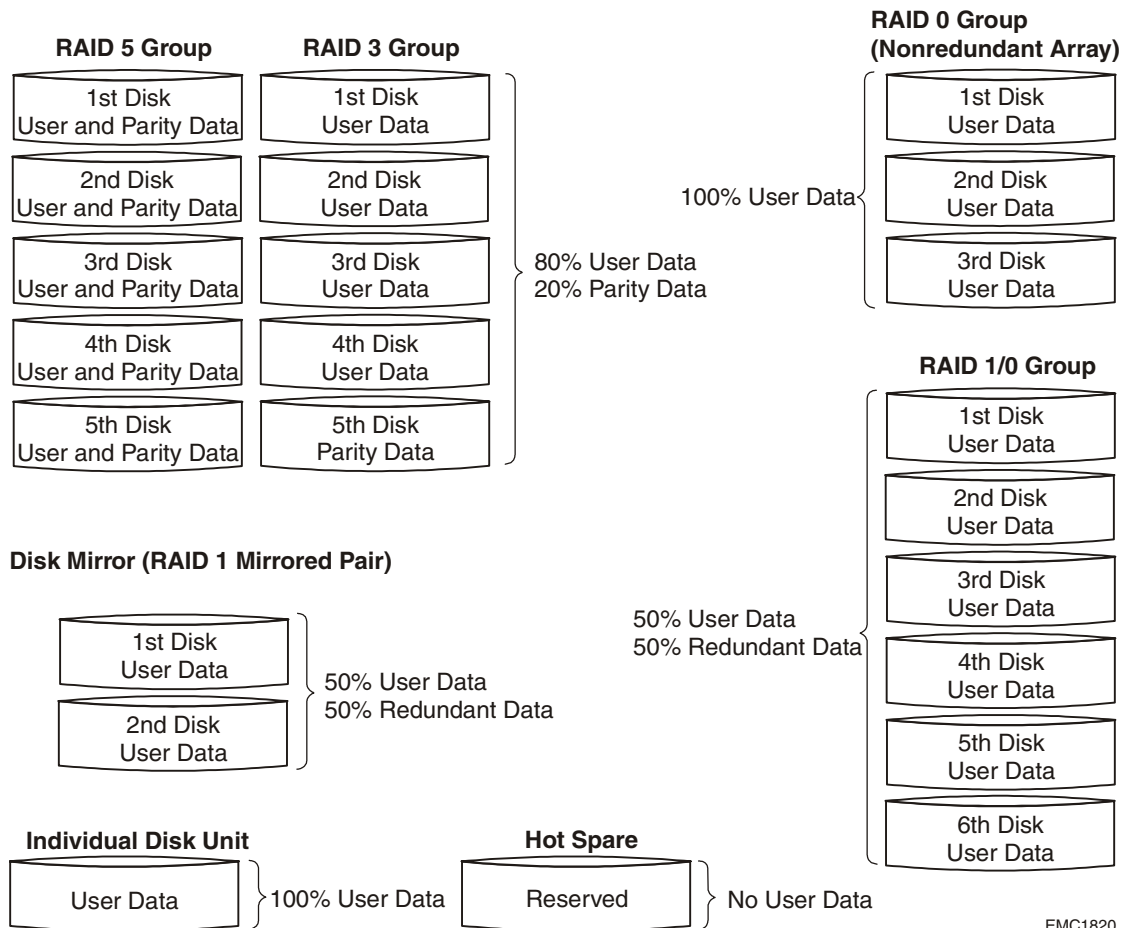 RAID 5 Group
1st Disk
User and Parity Data
2nd Disk
User and Parity Data
3rd Disk
User and Parity Data
4th Disk
User and Parity Data
5th Disk
User and Parity Data
RAID 3 Group
1st Disk
User Data
2nd Disk
User Data
3rd Disk
User Data
4th Disk
User Data
5th Disk
Parity Data
80% User Data
20% Parity Data
RAID 0 Group
(Nonredundant Array)
1st Disk
User Data
2nd Disk
User Data
3rd Disk
User Data
100% User Data
RAID 1/0 Group
1st Disk
User Data
2nd Disk
User Data
3rd Disk
User Data
4th Disk
User Data
5th Disk
User Data
6th Disk
User Data
50% User Data
50% Redundant Data
Disk Mirror (RAID 1 Mirrored Pair)
1st Disk
User Data
2nd Disk
User Data
50% User Data
50% Redundant Data
Individual Disk Unit
User Data
100% User Data
Hot Spare
Reserved
No User Data
EMC1820